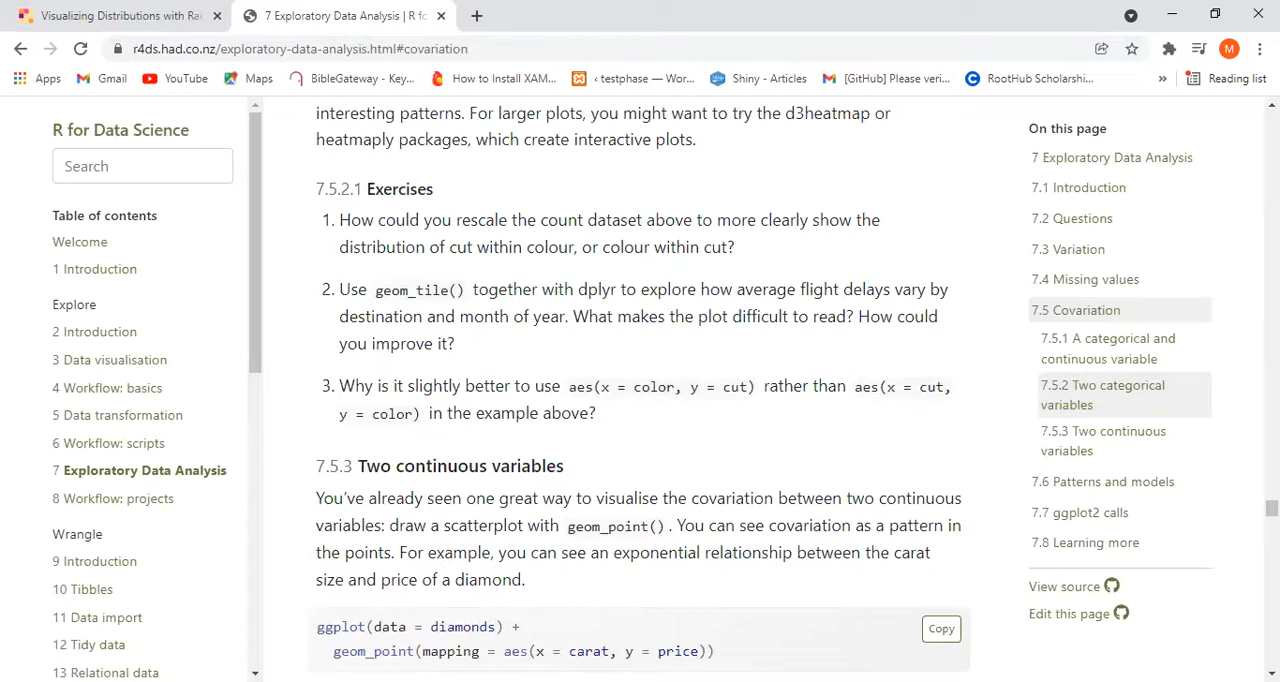 Visualizing Distributions with Rai
7 Exploratory Data Analysis | R fo
r4ds.had.co.nz/exploratory-data-analysis.html#covariation
M
Apps
Gmail
YouTube
Maps
BibleGateway - Key...
How to Install XAM...
‹ testphase — Wor...
Shiny - Articles
[GitHub] Please veri...
RootHub Scholarshi...
»
Reading list
R for Data Science
Search
Table of contents
Welcome
1 Introduction
Explore
2 Introduction
3 Data visualisation
4 Workflow: basics
5 Data transformation
6 Workflow: scripts
7 Exploratory Data Analysis
8 Workflow: projects
Wrangle
9 Introduction
10 Tibbles
11 Data import
12 Tidy data
13 Relational data
interesting patterns. For larger plots, you might want to try the d3heatmap or
heatmaply packages, which create interactive plots.
7.5.2.1 Exercises
1. How could you rescale the count dataset above to more clearly show the
distribution of cut within colour, or colour within cut?
2. Use geom_tile() together with dplyr to explore how average flight delays vary by
destination and month of year. What makes the plot difficult to read? How could
you improve it?
3. Why is it slightly better to use aes(x = color, y = cut) rather than aes(x = cut,
y = color) in the example above?
7.5.3 Two continuous variables
You've already seen one great way to visualise the covariation between two continuous
variables: draw a scatterplot with geom_point(). You can see covariation as a pattern in
the points. For example, you can see an exponential relationship between the carat
size and price of a diamond.
ggplot(data = diamonds) +
geom_point(mapping = aes(x = carat, y = price))
Copy
On this page
7 Exploratory Data Analysis
7.1 Introduction
7.2 Questions
7.3 Variation
7.4 Missing values
7.5 Covariation
7.5.1 A categorical and
continuous variable
7.5.2 Two categorical
variables
7.5.3 Two continuous
variables
7.6 Patterns and models
7.7 ggplot2 calls
7.8 Learning more
View source
Edit this page